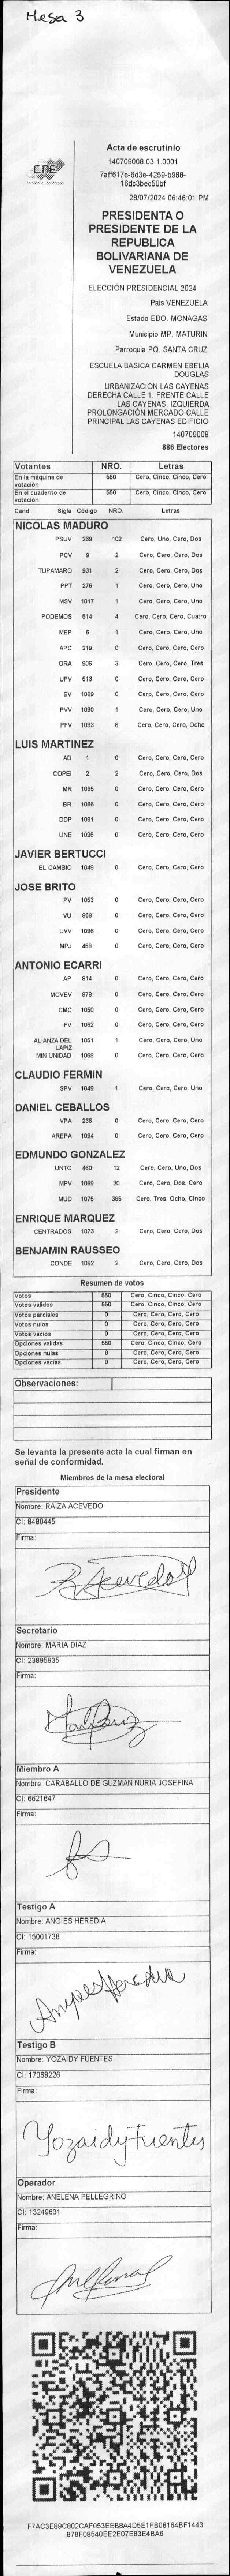 Mesa 3
CNE
Acta de escrutinio
140709008.03.1.0001
7aff617e-6d3e-4259-b988-
16dc3bec50bf
28/07/2024 06:46:01 PM
PRESIDENTA O
PRESIDENTE DE LA
REPUBLICA
BOLIVARIANA DE
VENEZUELA
ELECCIÓN PRESIDENCIAL 2024
Pais VENEZUELA
Estado EDO. MONAGAS
Municipio MP. MATURIN
Parroquia PQ. SANTA CRUZ
ESCUELA BASICA CARMEN EBELIA
DOUGLAS
URBANIZACION LAS CAYENAS
DERECHA CALLE 1. FRENTE CALLE
LAS CAYENAS. IZQUIERDA
PROLONGACIÓN MERCADO CALLE
PRINCIPAL LAS CAYENAS EDIFICIO
140709008
886 Electores
Votantes NRO. Letras
En la máquina de votación 550 Cero, Cinco, Cinco, Cero
En el cuaderno de votación 550 Cero, Cinco, Cinco, Cero
Cand. Sigla Código NRO. Letras
NICOLAS MADURO
PSUV 269 102 Cero, Uno, Cero, Dos
PCV 9 2 Cero, Cero, Cero, Dos
TUPAMARO 931 2 Cero, Cero, Cero, Dos
PPT 276 1 Cero, Cero, Cero, Uno
MSV 1017 1 Cero, Cero, Cero, Uno
PODEMOS 514 4 Cero, Cero, Cero, Cuatro
MEP 6 1 Cero, Cero, Cero, Uno
APC 219 0 Cero, Cero, Cero, Cero
ORA 906 3 Cero, Cero, Cero, Tres
UPV 513 0 Cero, Cero, Cero, Cero
EV 1089 0 Cero, Cero, Cero, Cero
PVV 1090 1 Cero, Cero, Cero, Uno
PFV 1093 8 Cero, Cero, Cero, Ocho
LUIS MARTINEZ
AD 1 0 Cero, Cero, Cero, Cero
COPEI 2 2 Cero, Cero, Cero, Dos
MR 1065 0 Cero, Cero, Cero, Cero
BR 1066 0 Cero, Cero, Cero, Cero
DDP 1091 0 Cero, Cero, Cero, Cero
UNE 1095 0 Cero, Cero, Cero, Cero
JAVIER BERTUCCI
EL CAMBIO 1048 0 Cero, Cero, Cero, Cero
JOSE BRITO
PV 1053 0 Cero, Cero, Cero, Cero
VU 868 0 Cero, Cero, Cero, Cero
UVV 1096 0 Cero, Cero, Cero, Cero
MPJ 459 0 Cero, Cero, Cero, Cero
ANTONIO ECARRI
AP 814 0 Cero, Cero, Cero, Cero
MOVEV 878 0 Cero, Cero, Cero, Cero
CMC 1050 0 Cero, Cero, Cero, Cero
FV 1062 0 Cero, Cero, Cero, Cero
ALIANZA DEL LAPIZ 1061 1 Cero, Cero, Cero, Uno
MIN UNIDAD 1068 0 Cero, Cero, Cero, Cero
CLAUDIO FERMIN
SPV 1049 1 Cero, Cero, Cero, Uno
DANIEL CEBALLOS
VPA 236 0 Cero, Cero, Cero, Cero
AREPA 1094 0 Cero, Cero, Cero, Cero
EDMUNDO GONZALEZ
UNTC 460 12 Cero, Cero, Uno, Dos
MPV 1069 20 Cero, Cero, Dos, Cero
MUD 1075 385 Cero, Tres, Ocho, Cinco
ENRIQUE MARQUEZ
CENTRADOS 1073 2 Cero, Cero, Cero, Dos
BENJAMIN RAUSSEO
CONDE 1092 2 Cero, Cero, Cero, Dos
Resumen de votos
Votos 550 Cero, Cinco, Cinco, Cero
Votos validos 550 Cero, Cinco, Cinco, Cero
Votos parciales 0 Cero, Cero, Cero, Cero
Votos nulos 0 Cero, Cero, Cero, Cero
Votos vacios 0 Cero, Cero, Cero, Cero
Opciones validas 550 Cero, Cinco, Cinco, Cero
Opciones nulas 0 Cero, Cero, Cero, Cero
Opciones vacias 0 Cero, Cero, Cero, Cero
Observaciones:
Se levanta la presente acta la cual firman en
señal de conformidad.
Miembros de la mesa electoral
Presidente
Nombre: RAIZA ACEVEDO
CI: 8480445
Firma:
RAcevedo
Secretario
Nombre: MARIA DIAZ
CI: 23895935
Firma:
Miembro A
Nombre: CARABALLO DE GUZMAN NURIA JOSEFINA
CI: 6621647
Firma:
Testigo A
Nombre: ANGIES HEREDIA
CI: 15001738
Firma:
Angies Heredia
Testigo B
Nombre: YOZAIDY FUENTES
CI: 17068226
Firma:
Yozaidy Fuentes
Operador
Nombre: ANELENA PELLEGRINO
CI: 13249631
Firma:
F7AC3E89C802CAF053EEB8A4D5E1FB08164BF1443
878F08540EE2E07E83E4BA6